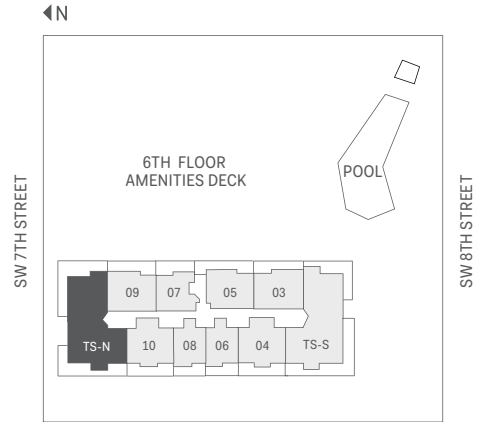 N
6TH FLOOR
AMENITIES DECK
POOL
SW 7TH STREET
SW 8TH STREET
09 07 05 03
TS-N 10 08 06 04 TS-S